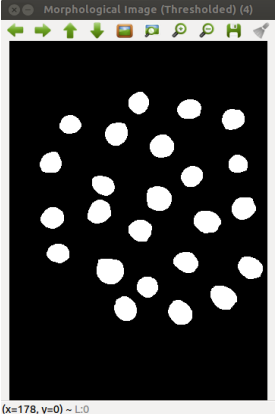 Morphological Image (Thresholded) (4)
(x=178, y=0) ~ L:0